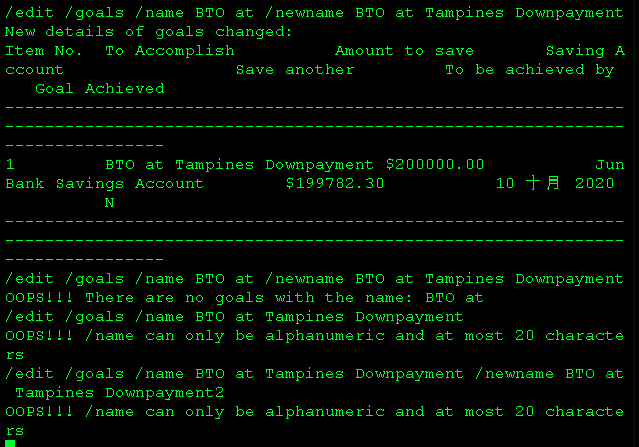 /edit /goals /name BTO at /newname BTO at Tampines Downpayment
New details of goals changed:
Item No.  To Accomplish          Amount to save       Saving A
ccount                 Save another         To be achieved by
   Goal Achieved
--------------------------------------------------------------
--------------------------------------------------------------
----------------
1         BTO at Tampines Downpayment $200000.00           Jun
Bank Savings Account        $199782.30           10 十月 2020
          N
--------------------------------------------------------------
--------------------------------------------------------------
----------------
/edit /goals /name BTO at /newname BTO at Tampines Downpayment
OOPS!!! There are no goals with the name: BTO at
/edit /goals /name BTO at Tampines Downpayment
OOPS!!! /name can only be alphanumeric and at most 20 characte
rs
/edit /goals /name BTO at Tampines Downpayment /newname BTO at
 Tampines Downpayment2
OOPS!!! /name can only be alphanumeric and at most 20 characte
rs